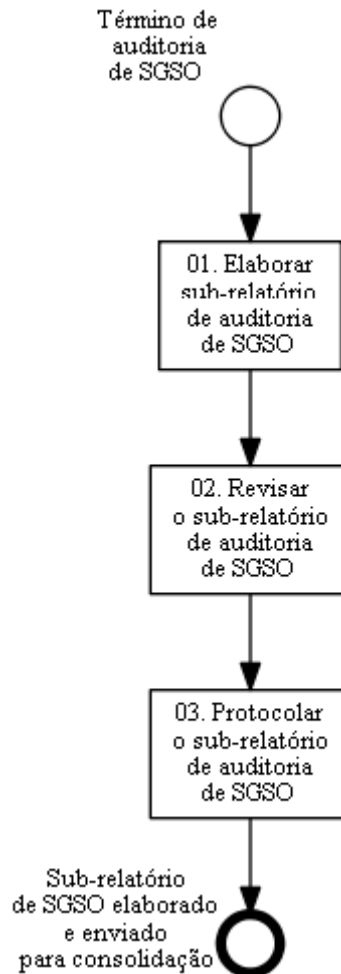 Término de
auditoria
de SGSO
01. Elaborar
sub-relatório
de auditoria
de SGSO
02. Revisar
o sub-relatório
de auditoria
de SGSO
03. Protocolar
o sub-relatório
de auditoria
de SGSO
Sub-relatório
de SGSO elaborado
e enviado
para consolidação